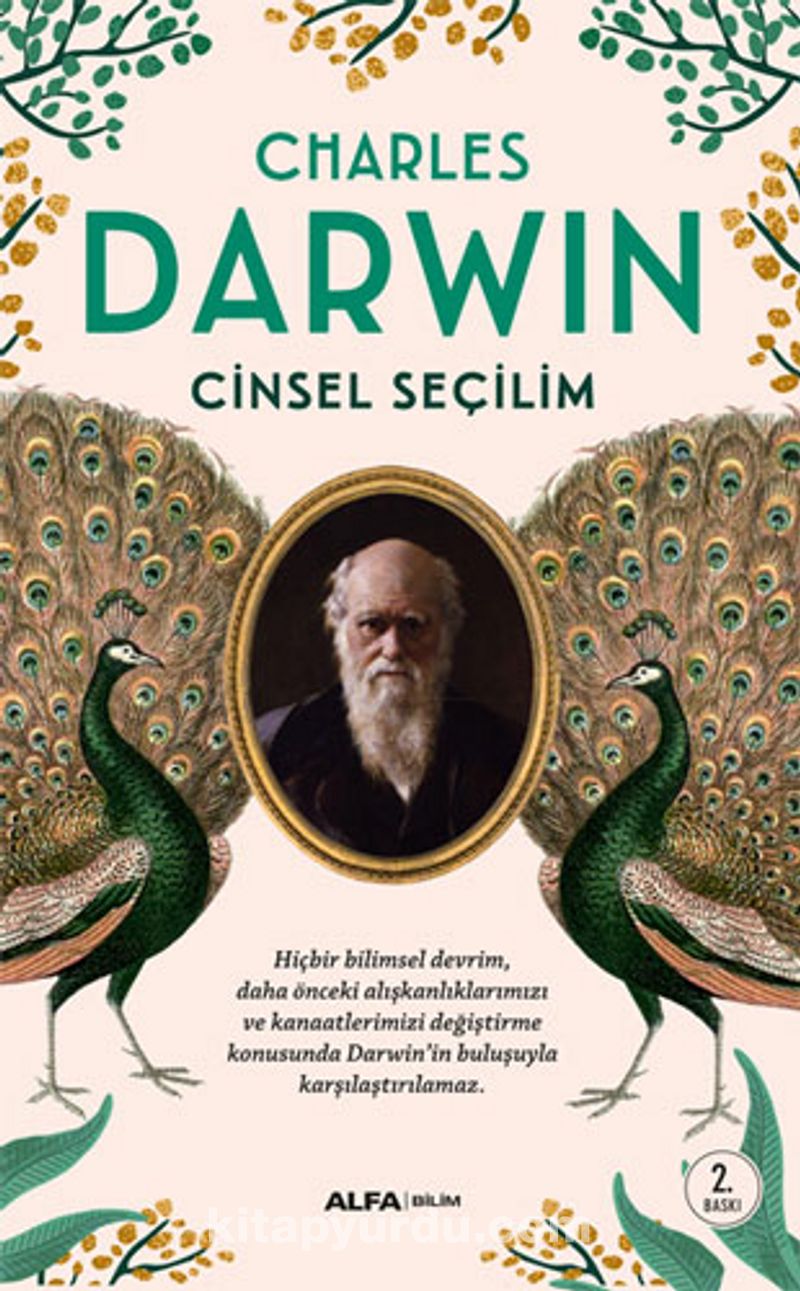 CHARLES
DARWIN
CİNSEL SEÇİLİM
Hiçbir bilimsel devrim,
daha önceki alışkanlıklarımızı
ve kanaatlerimizi değiştirme
konusunda Darwin’in buluşuyla
karşılaştırılamaz.
2.
BASKI
ALFA | BİLİM
kitapyurdu.com